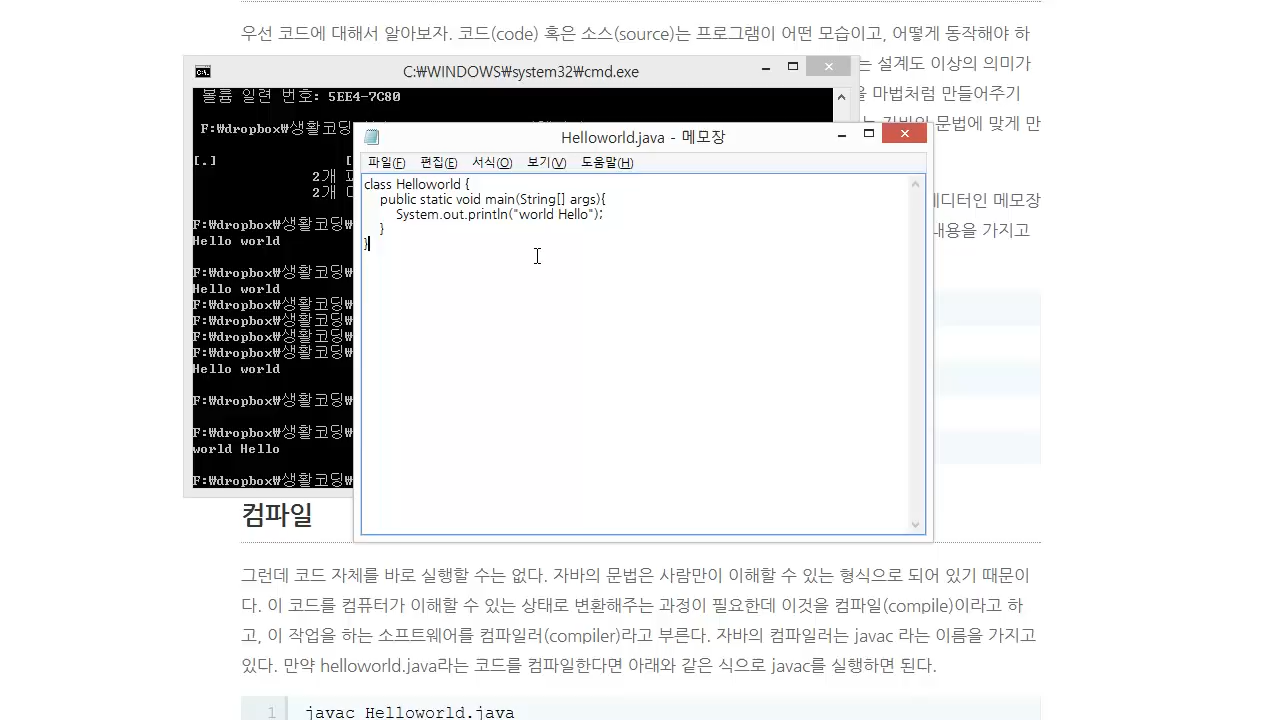 우선 코드에 대해서 알아보자. 코드(code) 혹은 소스(source)는 프로그램이 어떤 모습이고, 어떻게 동작해야 하
는 설계도 이상의 의미가
을 마법처럼 만들어주기
는 자바의 문법에 맞게 만
에디터인 메모장
내용을 가지고
C:₩WINDOWS₩system32₩cmd.exe
볼륨 일련 번호: 5EE4-7C80
F:₩dropbox₩생활코딩
[.]
2개
2개
F:₩dropbox₩생활코딩₩
Hello world
F:₩dropbox₩생활코딩₩
Hello world
F:₩dropbox₩생활코딩₩
F:₩dropbox₩생활코딩₩
F:₩dropbox₩생활코딩₩
F:₩dropbox₩생활코딩₩
Hello world
F:₩dropbox₩생활코딩₩
F:₩dropbox₩생활코딩₩
world Hello
F:₩dropbox₩생활코딩₩
Helloworld.java - 메모장
파일(F) 편집(E) 서식(O) 보기(V) 도움말(H)
class Helloworld {
public static void main(String[] args){
System.out.println("world Hello");
}
}
컴파일
그런데 코드 자체를 바로 실행할 수는 없다. 자바의 문법은 사람만이 이해할 수 있는 형식으로 되어 있기 때문이
다. 이 코드를 컴퓨터가 이해할 수 있는 상태로 변환해주는 과정이 필요한데 이것을 컴파일(compile)이라고 하
고, 이 작업을 하는 소프트웨어를 컴파일러(compiler)라고 부른다. 자바의 컴파일러는 javac 라는 이름을 가지고
있다. 만약 helloworld.java라는 코드를 컴파일한다면 아래와 같은 식으로 javac를 실행하면 된다.
1 javac Helloworld.java